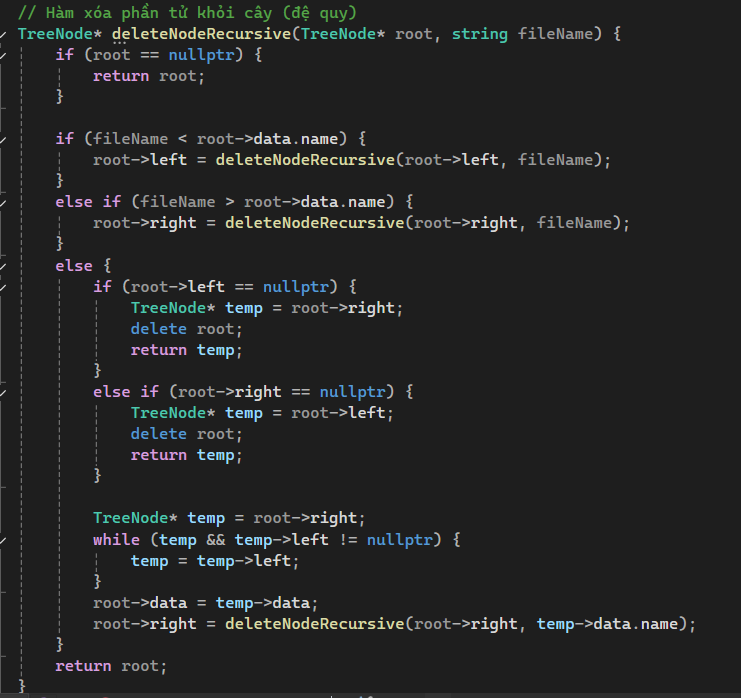 // Hàm xóa phần tử khỏi cây (đệ quy)
TreeNode* deleteNodeRecursive(TreeNode* root, string fileName) {
    if (root == nullptr) {
        return root;
    }

    if (fileName < root->data.name) {
        root->left = deleteNodeRecursive(root->left, fileName);
    }
    else if (fileName > root->data.name) {
        root->right = deleteNodeRecursive(root->right, fileName);
    }
    else {
        if (root->left == nullptr) {
            TreeNode* temp = root->right;
            delete root;
            return temp;
        }
        else if (root->right == nullptr) {
            TreeNode* temp = root->left;
            delete root;
            return temp;
        }

        TreeNode* temp = root->right;
        while (temp && temp->left != nullptr) {
            temp = temp->left;
        }
        root->data = temp->data;
        root->right = deleteNodeRecursive(root->right, temp->data.name);
    }
    return root;
}